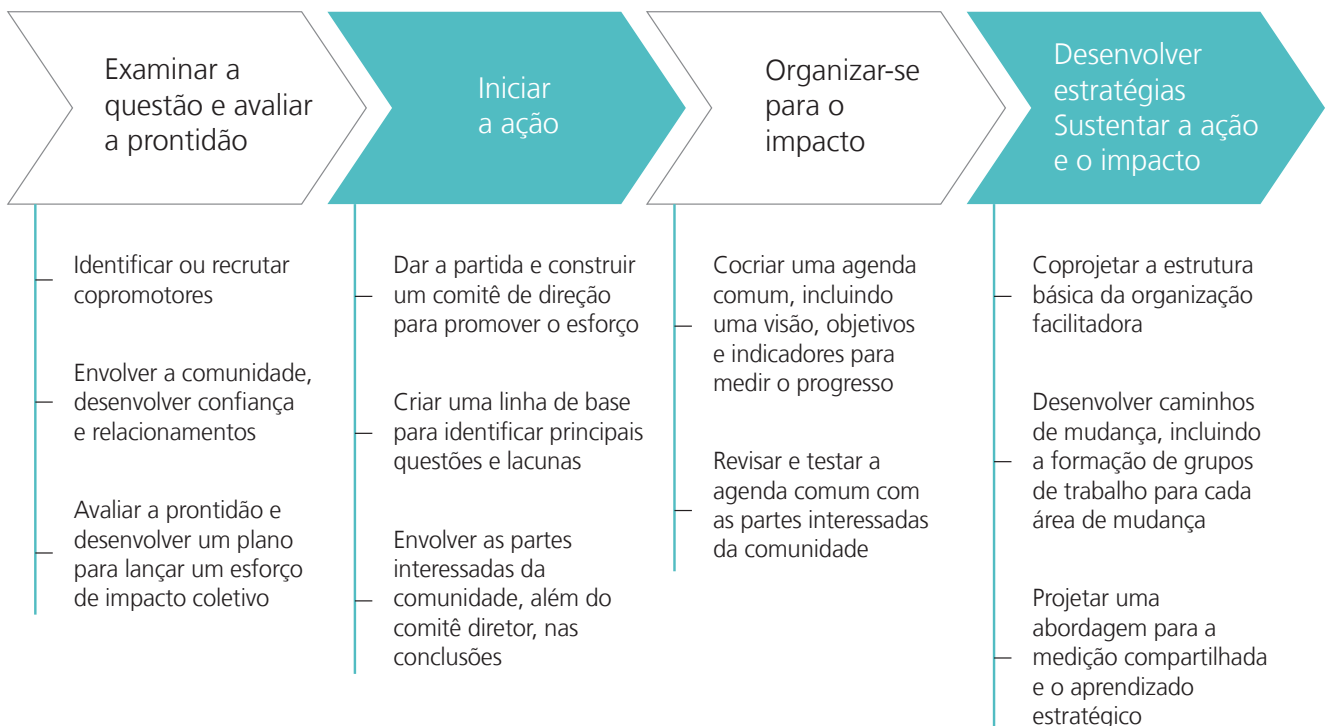 Examinar a
questão e avaliar
a prontidão
Iniciar
a ação
Organizar-se
para o
impacto
Desenvolver
estratégias
Sustentar a ação
e o impacto
Identificar ou recrutar
copromotores
Envolver a comunidade,
desenvolver confiança
e relacionamentos
Avaliar a prontidão e
desenvolver um plano
para lançar um esforço
de impacto coletivo
Dar a partida e construir
um comitê de direção
para promover o esforço
Criar uma linha de base
para identificar principais
questões e lacunas
Envolver as partes
interessadas da
comunidade, além do
comitê diretor, nas
conclusões
Cocriar uma agenda
comum, incluindo
uma visão, objetivos
e indicadores para
medir o progresso
Revisar e testar a
agenda comum com
as partes interessadas
da comunidade
Coprojetar a estrutura
básica da organização
facilitadora
Desenvolver caminhos
de mudança, incluindo
a formação de grupos
de trabalho para cada
área de mudança
Projetar uma
abordagem para a
medição compartilhada
e o aprendizado
estratégico